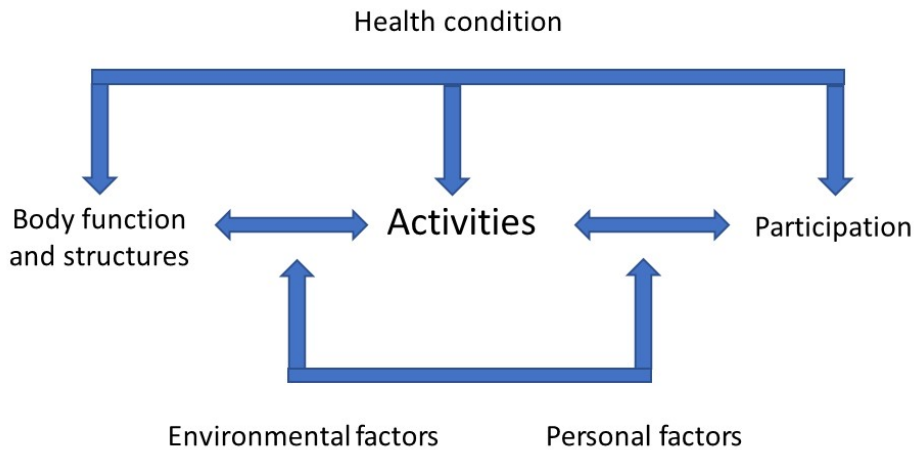 Health condition
Body function
and structures
Activities
Participation
Environmental factors
Personal factors